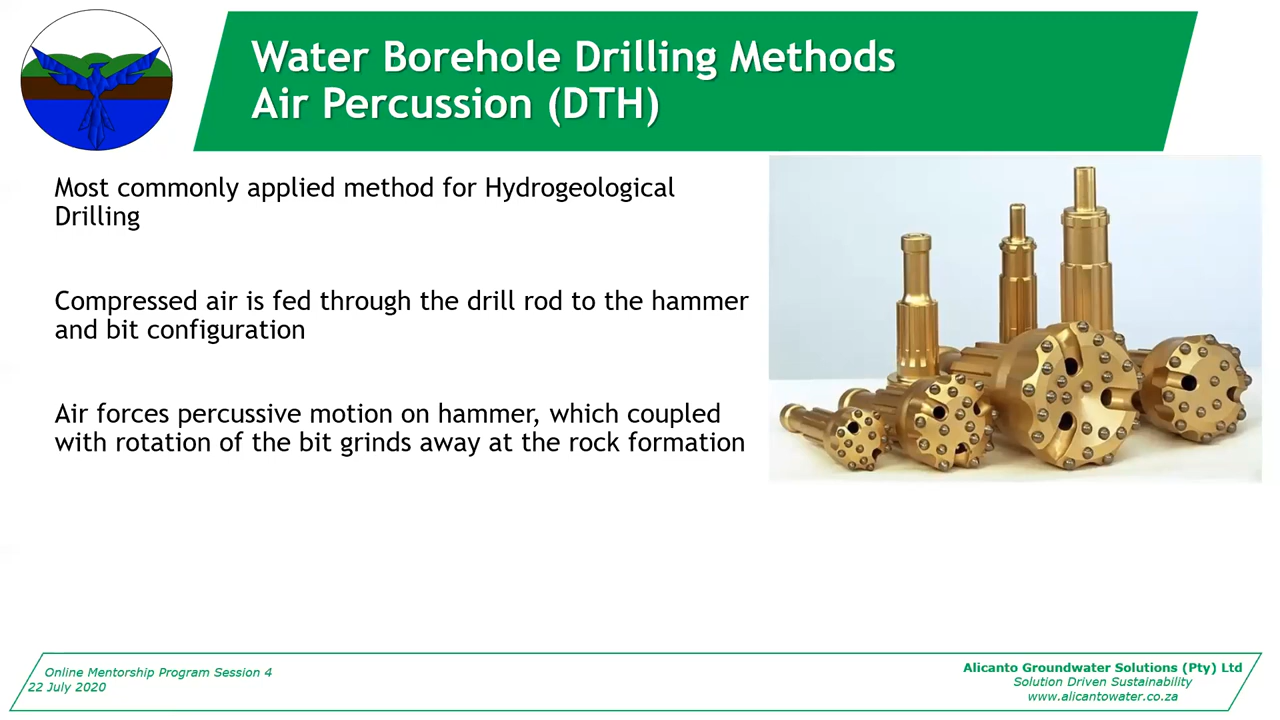 Water Borehole Drilling Methods
Air Percussion (DTH)
Most commonly applied method for Hydrogeological
Drilling
Compressed air is fed through the drill rod to the hammer
and bit configuration
Air forces percussive motion on hammer, which coupled
with rotation of the bit grinds away at the rock formation
Online Mentorship Program Session 4
22 July 2020
Alicanto Groundwater Solutions (Pty) Ltd
Solution Driven Sustainability
www.alicantowater.co.za